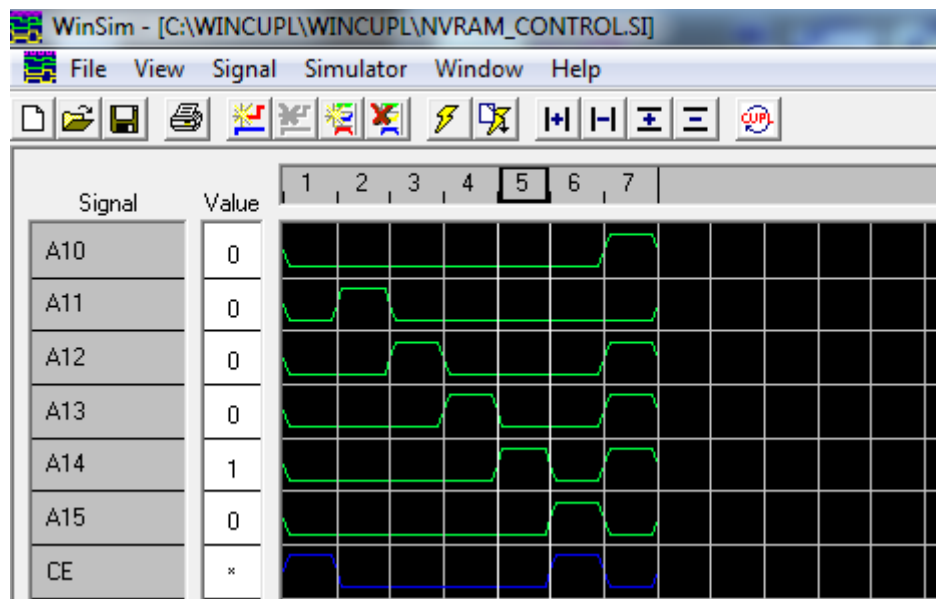 WinSim - [C:\WINCUPL\WINCUPL\NVRAM_CONTROL.SI]
File View Signal Simulator Window Help
CUPL
Signal Value 1 2 3 4 5 6 7
A10 0
A11 0
A12 0
A13 0
A14 1
A15 0
CE *